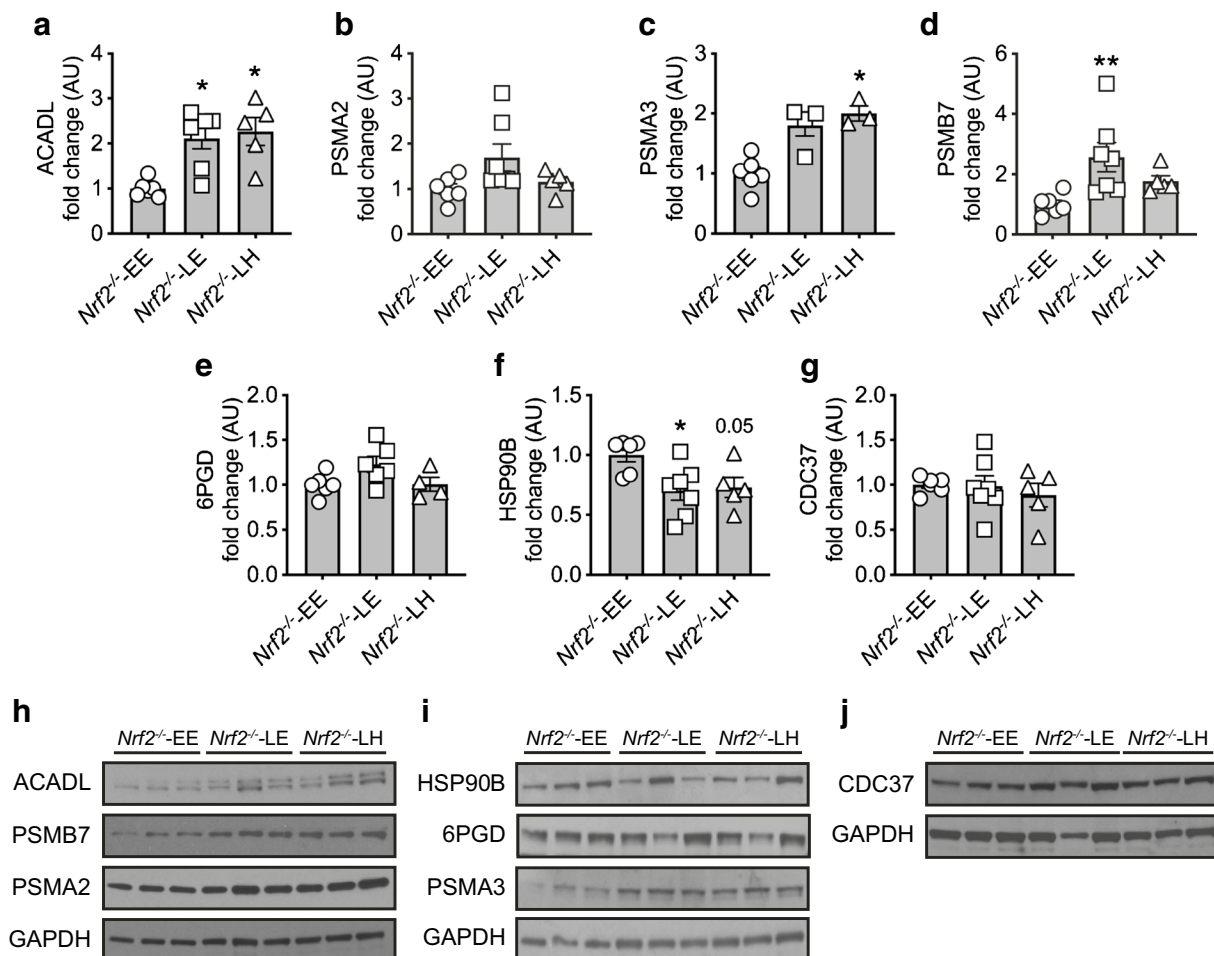 a
b
c
d
ACADL
fold change (AU)
4
3
2
1
0
*
*
Nrf2-/--EE
Nrf2-/--LE
Nrf2-/--LH
PSMA2
fold change (AU)
4
3
2
1
0
Nrf2-/--EE
Nrf2-/--LE
Nrf2-/--LH
PSMA3
fold change (AU)
3
2
1
0
*
Nrf2-/--EE
Nrf2-/--LE
Nrf2-/--LH
PSMB7
fold change (AU)
6
4
2
0
**
Nrf2-/--EE
Nrf2-/--LE
Nrf2-/--LH
e
f
g
6PGD
fold change (AU)
2.0
1.5
1.0
0.5
0.0
Nrf2-/--EE
Nrf2-/--LE
Nrf2-/--LH
HSP90B
fold change (AU)
1.5
1.0
0.5
0.0
*
0.05
Nrf2-/--EE
Nrf2-/--LE
Nrf2-/--LH
CDC37
fold change (AU)
2.0
1.5
1.0
0.5
0.0
Nrf2-/--EE
Nrf2-/--LE
Nrf2-/--LH
h
Nrf2-/--EE Nrf2-/--LE Nrf2-/--LH
ACADL
PSMB7
PSMA2
GAPDH
i
Nrf2-/--EE Nrf2-/--LE Nrf2-/--LH
HSP90B
6PGD
PSMA3
GAPDH
j
Nrf2-/--EE Nrf2-/--LE Nrf2-/--LH
CDC37
GAPDH